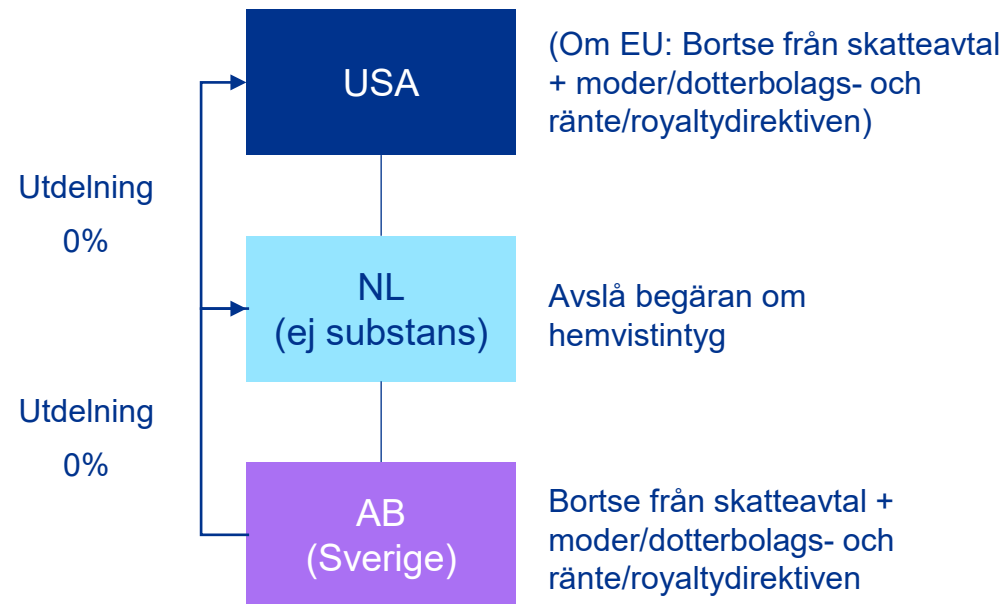 USA
(Om EU: Bortse från skatteavtal
+ moder/dotterbolags- och
ränte/royaltydirektiven)
Utdelning
0%
NL
(ej substans)
Avslå begäran om
hemvistintyg
Utdelning
0%
AB
(Sverige)
Bortse från skatteavtal +
moder/dotterbolags- och
ränte/royaltydirektiven